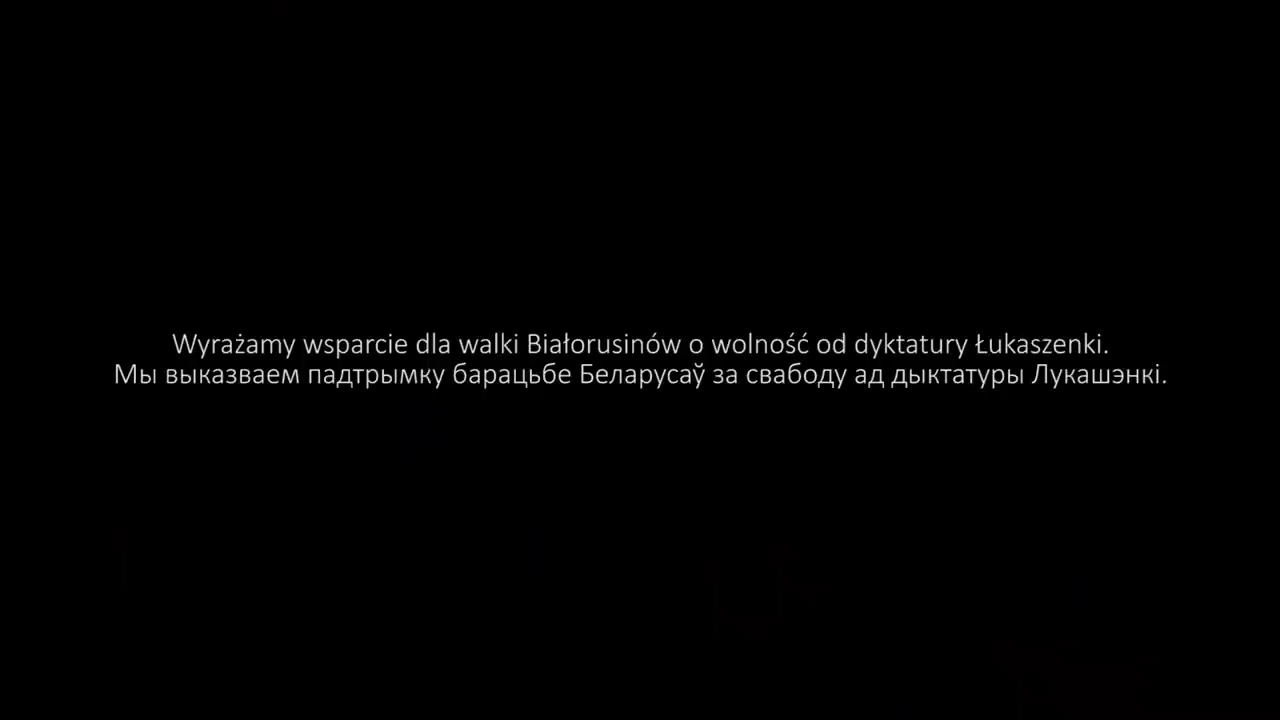 Wyrażamy wsparcie dla walki Białorusinów o wolność od dyktatury Łukaszenki.
Мы выказваем падтрымку барацьбе Беларусаў за свабоду ад дыктатуры Лукашэнкі.